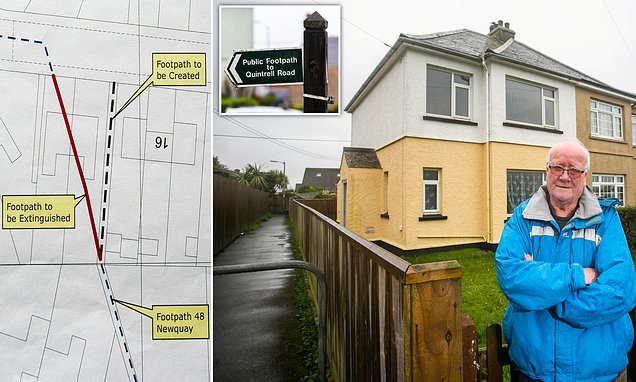 Footpath to
be Created
16
Footpath to
be Extinguished
Footpath 48
Newquay
Public Footpath
to
Quintrell Road